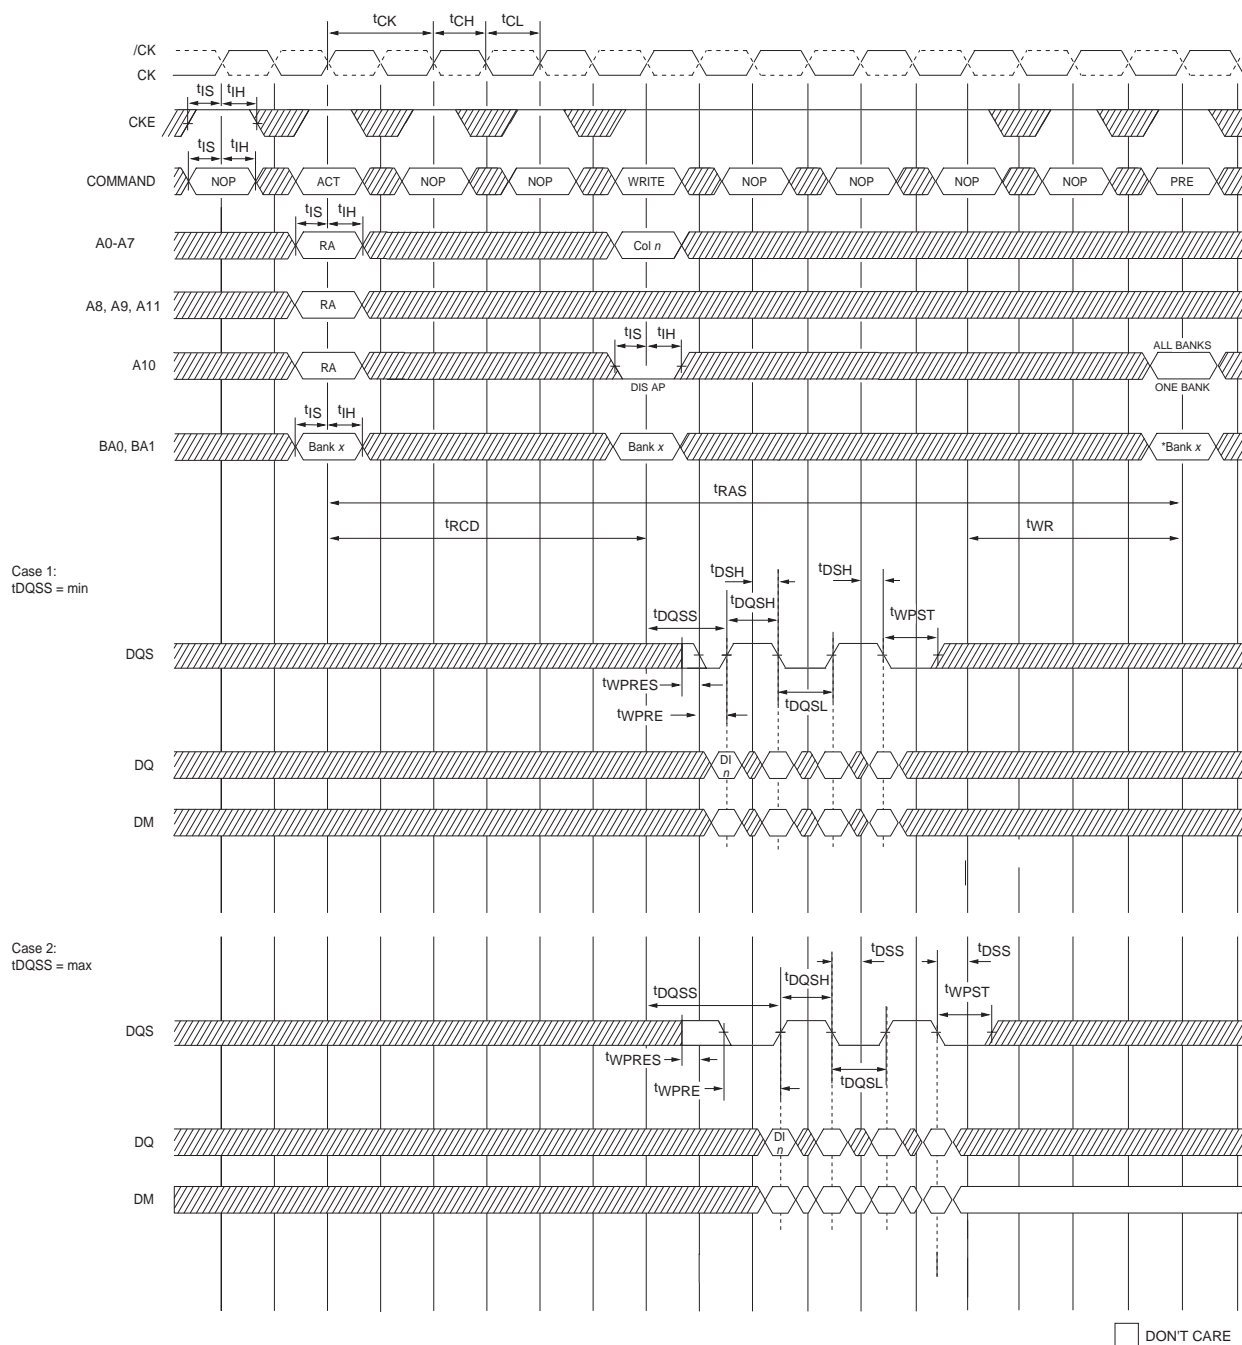 tCK tCH tCL
/CK
CK
tIS tIH
CKE
tIS tIH
COMMAND NOP ACT NOP NOP WRITE NOP NOP NOP NOP PRE
tIS tIH
A0-A7 RA Col n
A8, A9, A11 RA
tIS tIH
ALL BANKS
A10 RA
DIS AP ONE BANK
tIS tIH
BA0, BA1 Bank x Bank x *Bank x
tRAS
tRCD tWR
Case 1:
tDQSS = min
tDSH tDSH
tDQSS tDQSH tWPST
DQS
tWPRES
tDQSL
tWPRE
DQ DI
n
DM
Case 2:
tDQSS = max
tDSS tDSS
tDQSS tDQSH tWPST
DQS
tWPRES
tWPRE tDQSL
DQ DI
n
DM
DON'T CARE